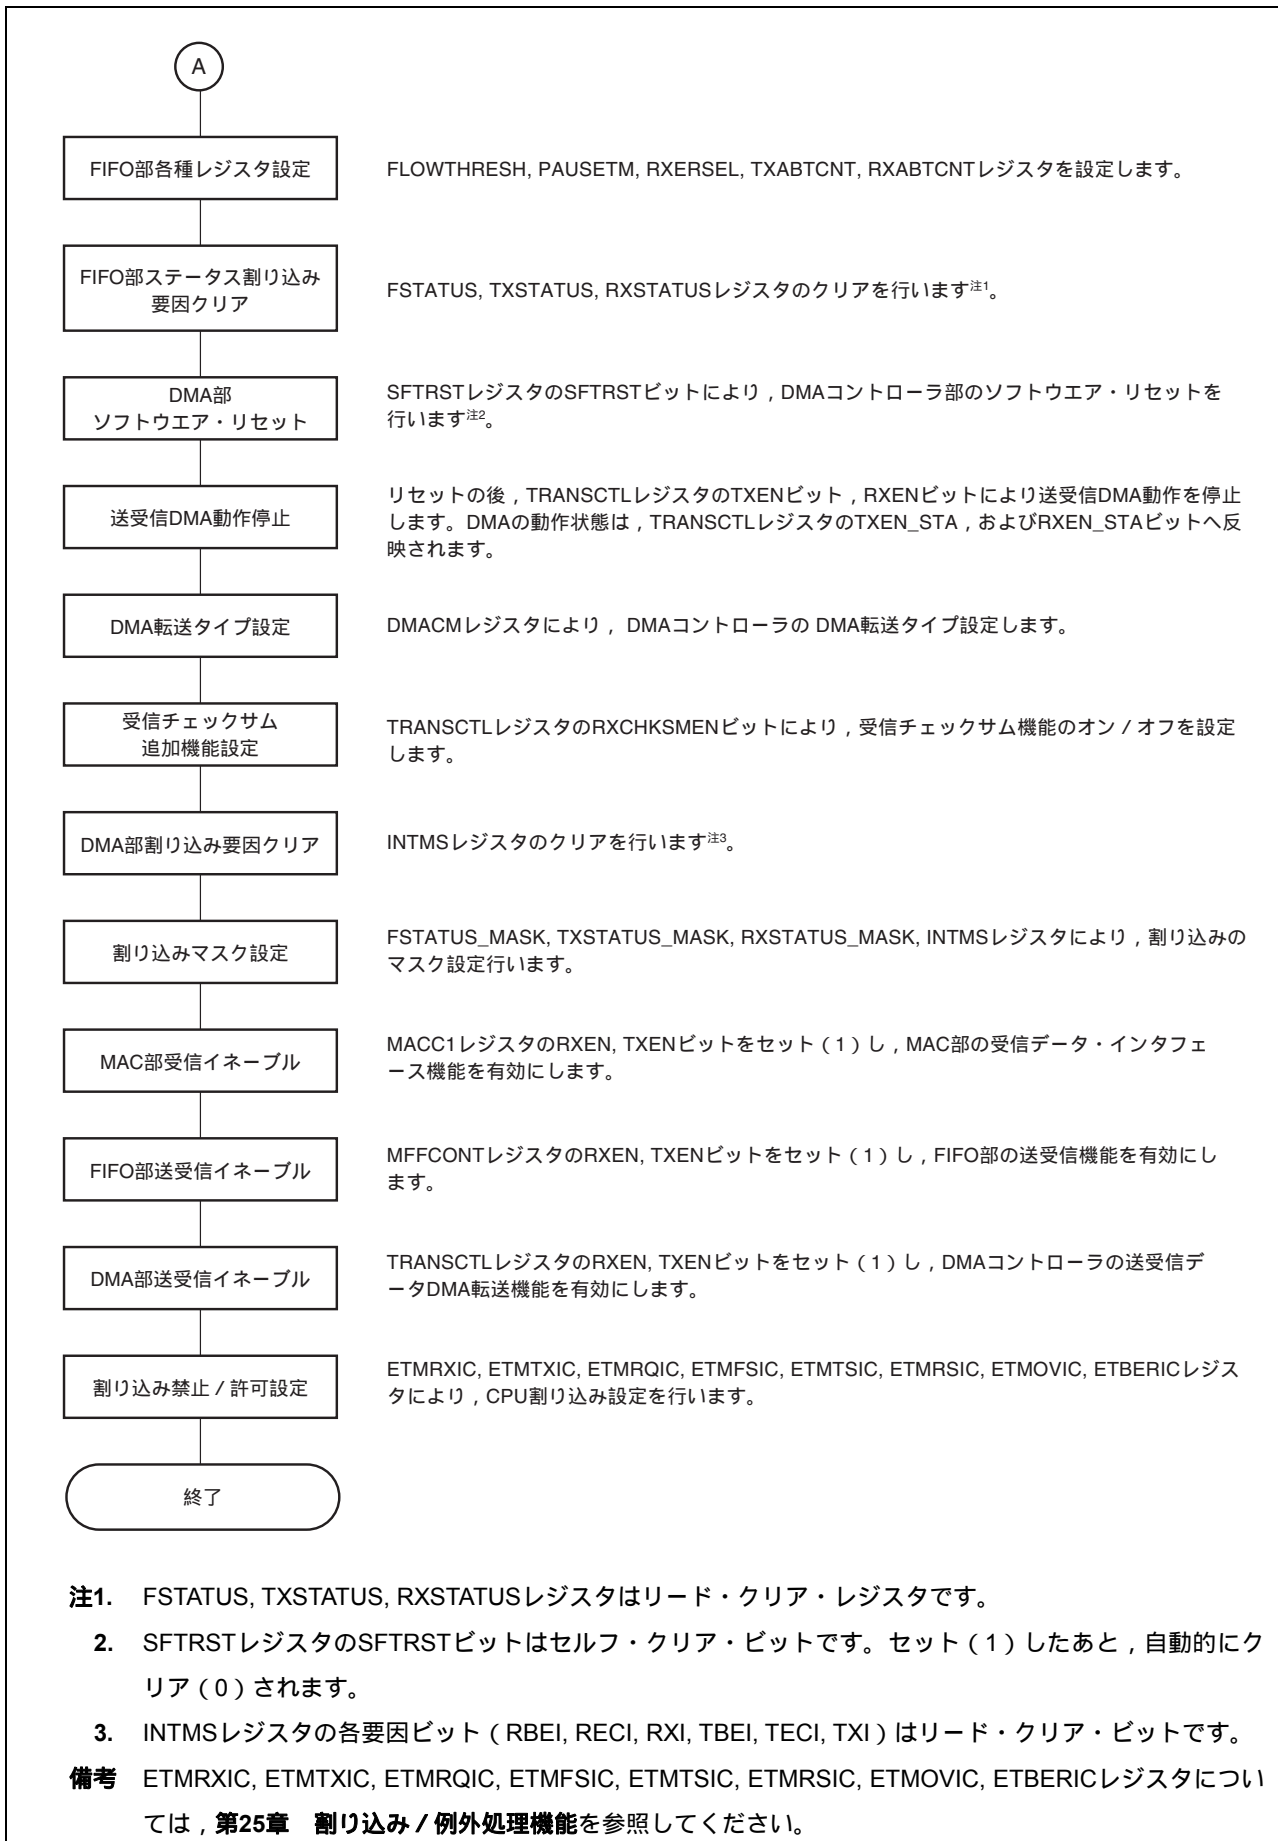 A
FIFO部各種レジスタ設定
FLOWTHRESH, PAUSETM, RXERSEL, TXABTCNT, RXABTCNTレジスタを設定します。
FIFO部ステータス割り込み
要因クリア
FSTATUS, TXSTATUS, RXSTATUSレジスタのクリアを行います注1。
DMA部
ソフトウエア・リセット
SFTRSTレジスタのSFTRSTビットにより，DMAコントローラ部のソフトウエア・リセットを
行います注2。
送受信DMA動作停止
リセットの後，TRANSCTLレジスタのTXENビット，RXENビットにより送受信DMA動作を停止
します。DMAの動作状態は，TRANSCTLレジスタのTXEN_STA，およびRXEN_STAビットへ反
映されます。
DMA転送タイプ設定
DMACMレジスタにより， DMAコントローラの DMA転送タイプ設定します。
受信チェックサム
追加機能設定
TRANSCTLレジスタのRXCHKSMENビットにより，受信チェックサム機能のオン／オフを設定
します。
DMA部割り込み要因クリア
INTMSレジスタのクリアを行います注3。
割り込みマスク設定
FSTATUS_MASK, TXSTATUS_MASK, RXSTATUS_MASK, INTMSレジスタにより，割り込みの
マスク設定行います。
MAC部受信イネーブル
MACC1レジスタのRXEN, TXENビットをセット（1）し，MAC部の受信データ・インタフェ
ース機能を有効にします。
FIFO部送受信イネーブル
MFFCONTレジスタのRXEN, TXENビットをセット（1）し，FIFO部の送受信機能を有効にし
ます。
DMA部送受信イネーブル
TRANSCTLレジスタのRXEN, TXENビットをセット（1）し，DMAコントローラの送受信デ
ータDMA転送機能を有効にします。
割り込み禁止／許可設定
ETMRXIC, ETMTXIC, ETMRQIC, ETMFSIC, ETMTSIC, ETMRSIC, ETMOVIC, ETBERICレジス
タにより，CPU割り込み設定を行います。
終了
注1. FSTATUS, TXSTATUS, RXSTATUSレジスタはリード・クリア・レジスタです。
2. SFTRSTレジスタのSFTRSTビットはセルフ・クリア・ビットです。セット（1）したあと，自動的にク
リア（0）されます。
3. INTMSレジスタの各要因ビット（RBEI, RECI, RXI, TBEI, TECI, TXI）はリード・クリア・ビットです。
備考 ETMRXIC, ETMTXIC, ETMRQIC, ETMFSIC, ETMTSIC, ETMRSIC, ETMOVIC, ETBERICレジスタについ
ては，第25章　割り込み／例外処理機能を参照してください。